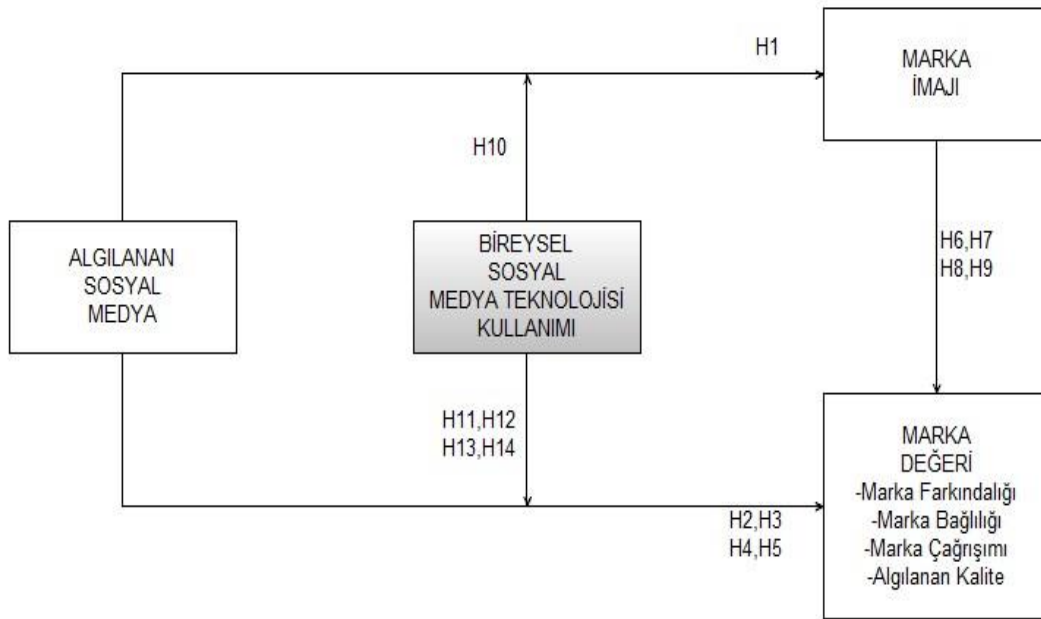 H1
MARKA
İMAJI
H10
ALGILANAN
SOSYAL
MEDYA
BİREYSEL
SOSYAL
MEDYA TEKNOLOJİSİ
KULLANIMI
H6,H7
H8,H9
H11,H12
H13,H14
H2,H3
H4,H5
MARKA
DEĞERİ
-Marka Farkındalığı
-Marka Bağlılığı
-Marka Çağrışımı
-Algılanan Kalite